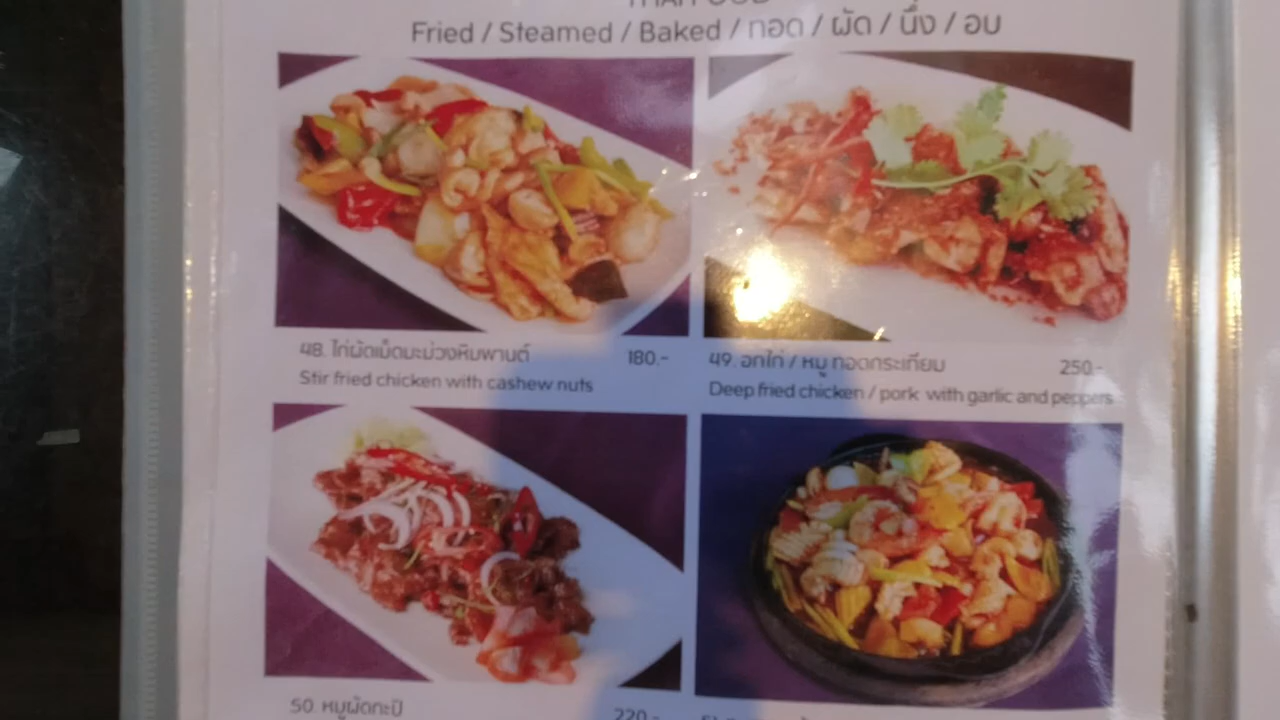 THAI FOOD
Fried / Steamed / Baked / ทอด / ผัด / นึ่ง / อบ
48. ไก่ผัดเม็ดมะม่วงหิมพานต์ 180.-
Stir fried chicken with cashew nuts
49. อกไก่ / หมู ทอดกระเทียม 250.-
Deep fried chicken / pork with garlic and peppers
50. หมูผัดกะปิ 220.-